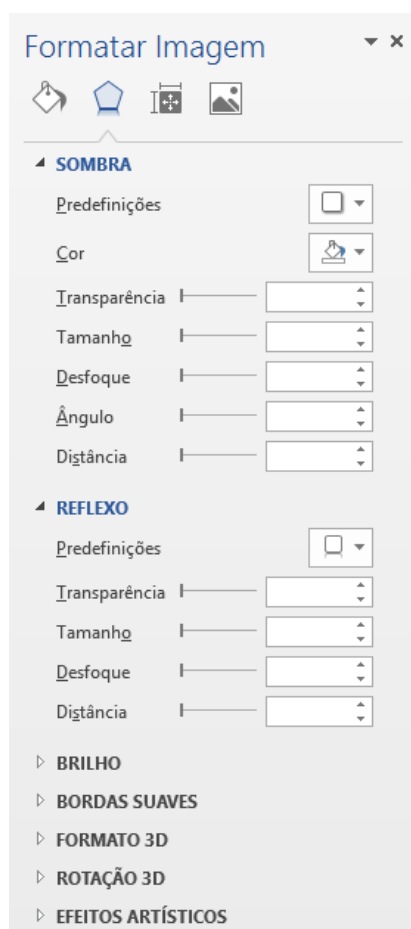 Formatar Imagem
SOMBRA
Predefinições
Cor
Transparência
Tamanho
Desfoque
Ângulo
Distância
REFLEXO
Predefinições
Transparência
Tamanho
Desfoque
Distância
BRILHO
BORDAS SUAVES
FORMATO 3D
ROTAÇÃO 3D
EFEITOS ARTÍSTICOS